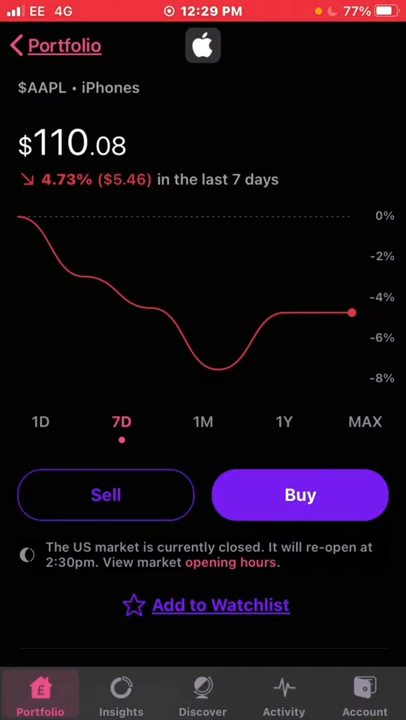 EE 4G 12:29 PM 77%
Portfolio
$AAPL • iPhones
$110.08
↘ 4.73% ($5.46) in the last 7 days
0%
-2%
-4%
-6%
-8%
1D 7D 1M 1Y MAX
Sell Buy
The US market is currently closed. It will re-open at
2:30pm. View market opening hours.
Add to Watchlist
£
Portfolio Insights Discover Activity Account